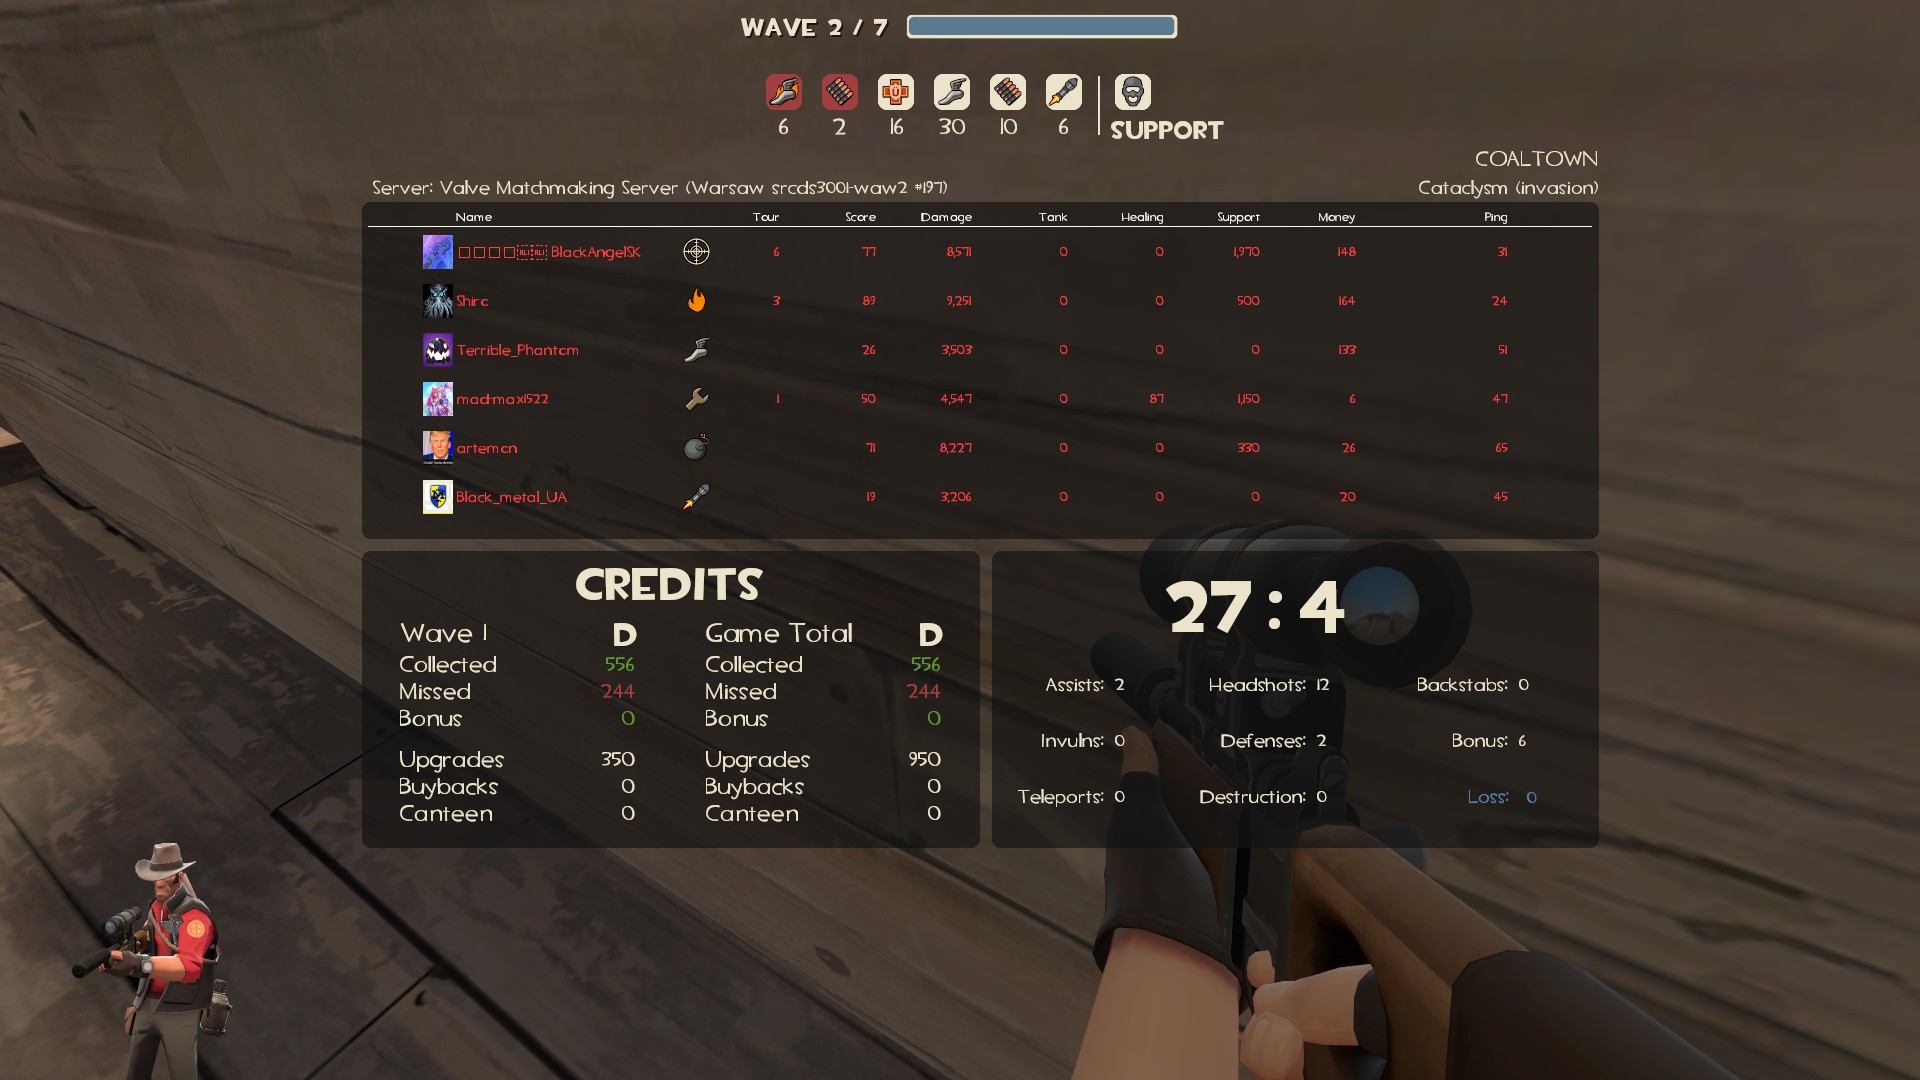 WAVE 2 / 7
6 2 16 30 10 6 SUPPORT
COALTOWN
Server: Valve Matchmaking Server (Warsaw srcds3001-waw2 #197) Cataclysm (invasion)
Name Tour Score Damage Tank Healing Support Money Ping
BlackAngelSK 6 77 8,571 0 0 1,970 148 31
Shiro 3 89 9,251 0 0 500 164 24
Terrible_Phantom 26 3,503 0 0 0 133 51
mad-max1522 1 50 4,547 0 87 1,150 6 47
artemon 71 8,227 0 0 330 26 65
Black_metal_UA 19 3,206 0 0 0 20 45
CREDITS
Wave 1 D Game Total D
Collected 556 Collected 556
Missed 244 Missed 244
Bonus 0 Bonus 0
Upgrades 350 Upgrades 950
Buybacks 0 Buybacks 0
Canteen 0 Canteen 0
27 : 4
Assists: 2 Headshots: 12 Backstabs: 0
Invulns: 0 Defenses: 2 Bonus: 6
Teleports: 0 Destruction: 0 Loss: 0